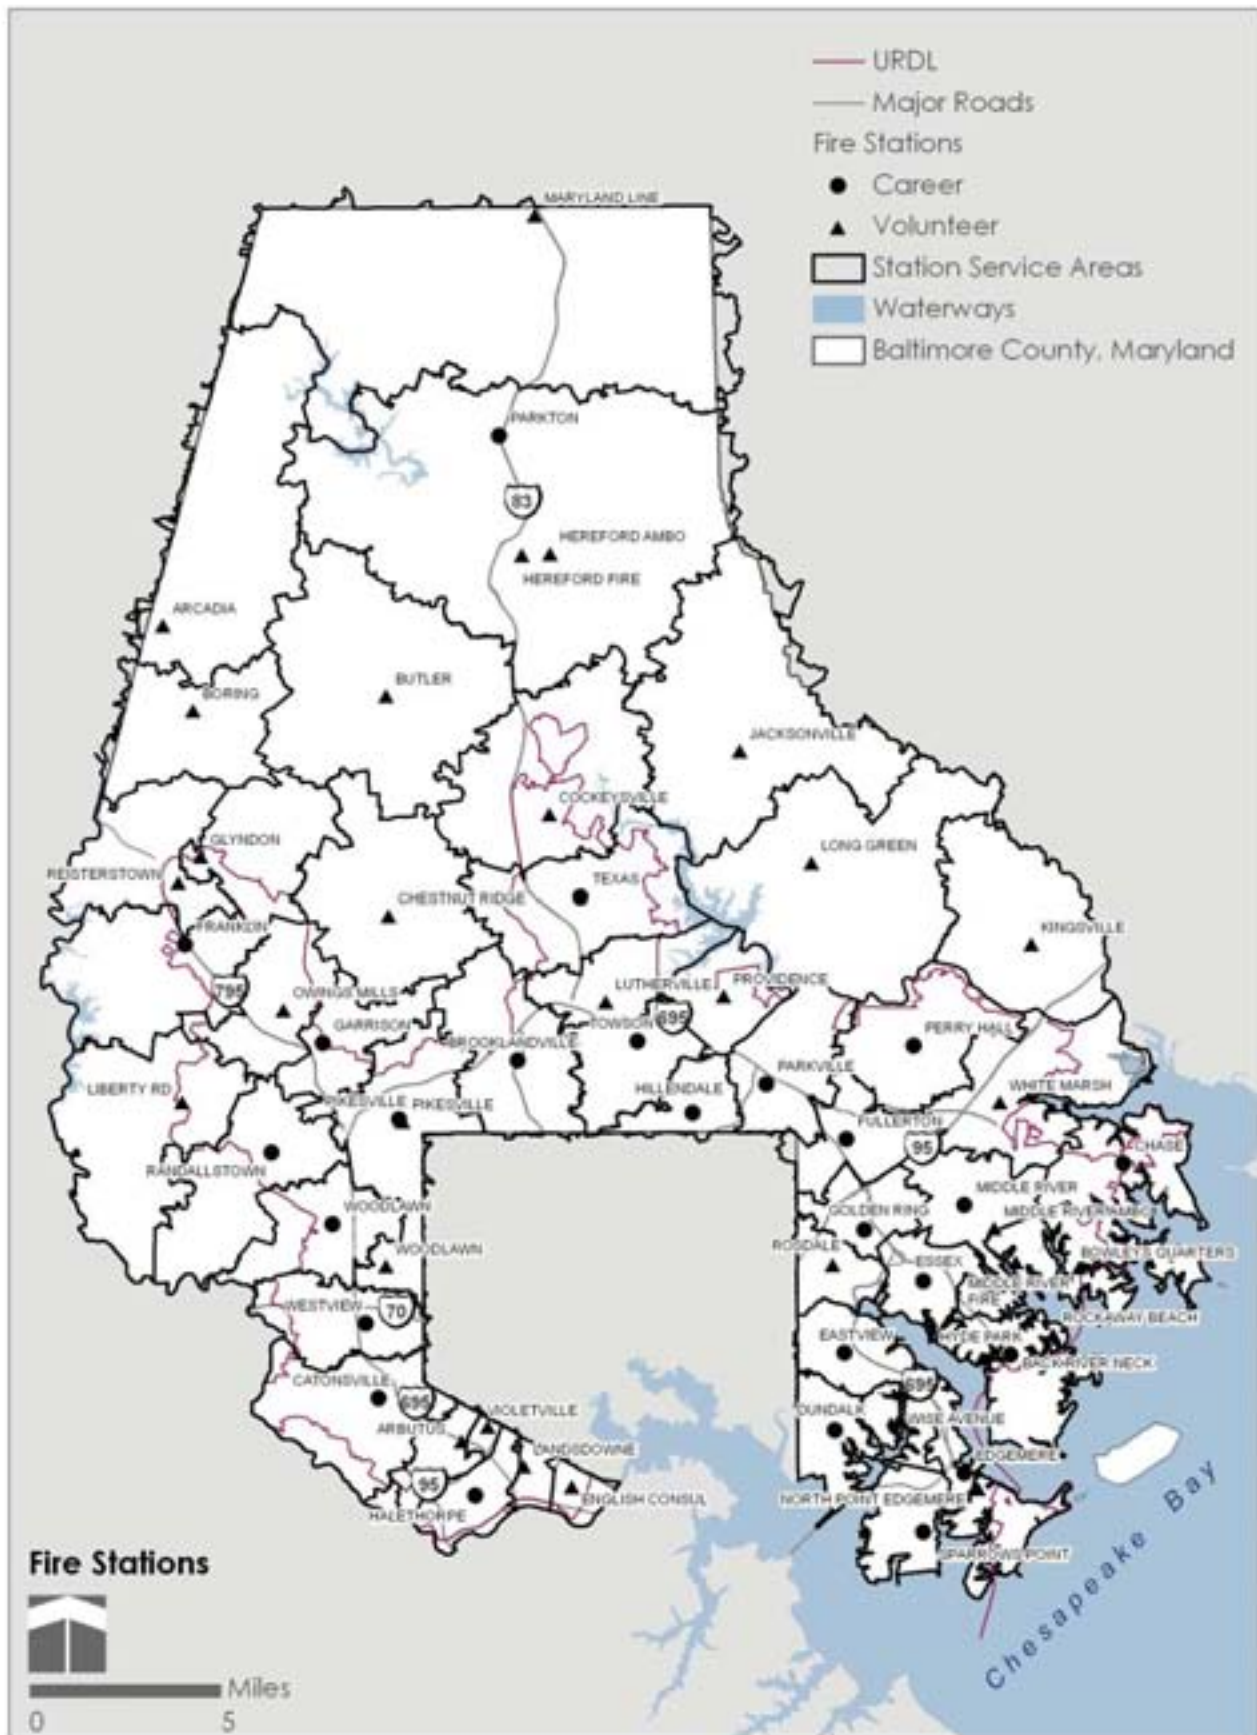 URDL
Major Roads
Fire Stations
Career
Volunteer
Station Service Areas
Waterways
Baltimore County, Maryland
MARYLAND LINE
PARKTON
83
HEREFORD AMBO
HEREFORD FIRE
ARCADIA
BUTLER
BORING
JACKSONVILLE
COCKEYSVILLE
GLYNDON
LONG GREEN
REISTERSTOWN
TEXAS
CHESTNUT RIDGE
FRANKLIN
KINGSVILLE
795
OWINGS MILLS
LUTHERVILLE
PROVIDENCE
GARRISON
TOWSON
695
PERRY HALL
BROOKLANDVILLE
PARKVILLE
LIBERTY RD
HILLENDALE
WHITE MARSH
PIKESVILLE
PIKESVILLE
FULLERTON
95
CHASE
RANDALLSTOWN
MIDDLE RIVER
WOODLAWN
GOLDEN RING
MIDDLE RIVER AMBO
WOODLAWN
ROSDALE
BOWLEYS QUARTERS
ESSEX
MIDDLE RIVER
FIRE
WESTVIEW
70
ROCKAWAY BEACH
EASTVIEW
HYDE PARK
BACK RIVER NECK
CATONSVILLE
695
695
VIOLETVILLE
DUNDALK
WISE AVENUE
ARBUTUS
LANDSDOWNE
EDGEMERE
95
ENGLISH CONSUL
NORTH POINT EDGEMERE
HALETHORPE
SPARROWS POINT
Chesapeake Bay
Fire Stations
Miles
0 5